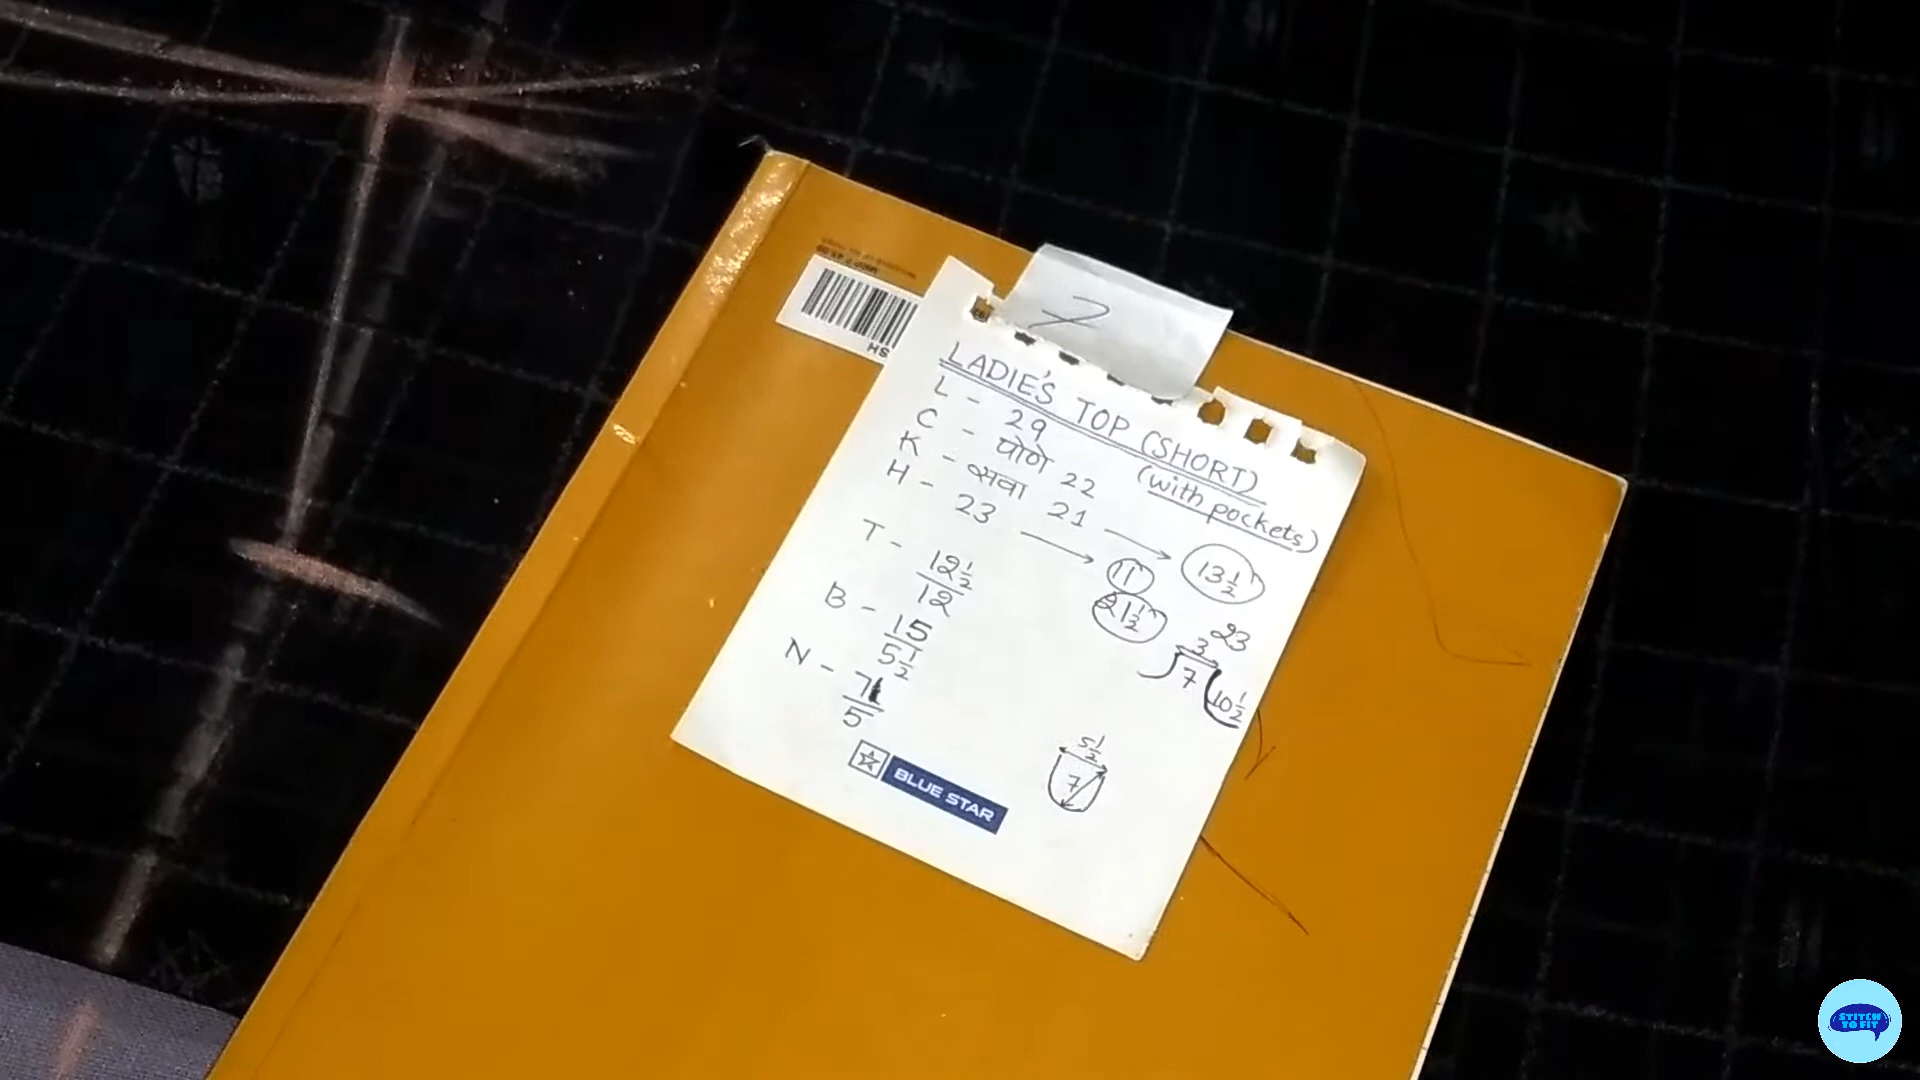 7
LADIE'S TOP (SHORT)
(with pockets)
L - 29
C - पोणे 22
K - सवा 21 → 13½
H - 23 → 11
21½
T - 12½
12
B - 15
5½
N - 7
5
23
3
7
10½
5½
7
BLUE STAR
HS
STITCH
TO FIT